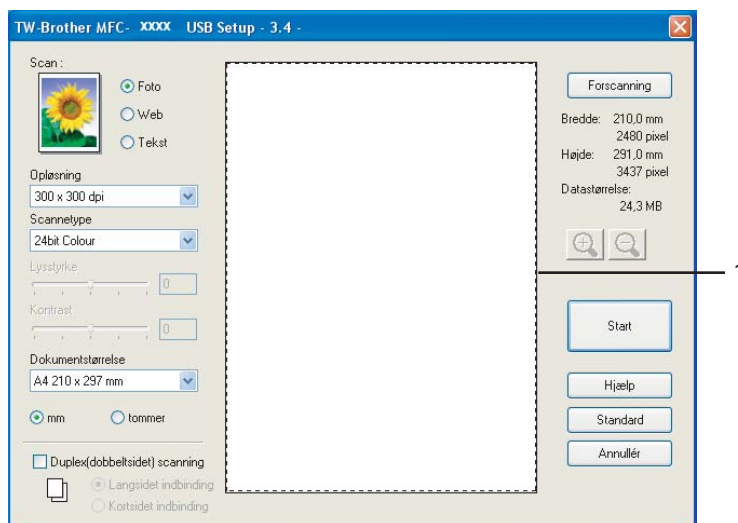 TW-Brother MFC- xxxx USB Setup - 3.4 -
Scan :
Foto
Web
Tekst
Opløsning
300 x 300 dpi
Scannetype
24bit Colour
Lysstyrke
0
Kontrast
0
Dokumentstørrelse
A4 210 x 297 mm
mm
tommer
Duplex(dobbeltsidet) scanning
Langsidet indbinding
Kortsidet indbinding
Forscanning
Bredde: 210,0 mm
2480 pixel
Højde: 291,0 mm
3437 pixel
Datastørrelse:
24,3 MB
1
Start
Hjælp
Standard
Annullér